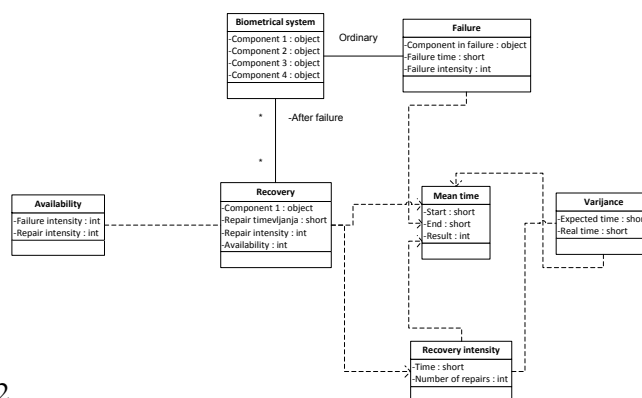 Biometrical system
-Component 1 : object
-Component 2 : object
-Component 3 : object
-Component 4 : object
Ordinary
Failure
-Component in failure : object
-Failure time : short
-Failure intensity : int
*
-After failure
*
Availability
-Failure intensity : int
-Repair intensity : int
Recovery
-Component 1 : object
-Repair timevljanja : short
-Repair intensity : int
-Availability : int
Mean time
-Start : short
-End : short
-Result : int
Varijance
-Expected time : short
-Real time : short
Recovery intensity
-Time : short
-Number of repairs : int
2